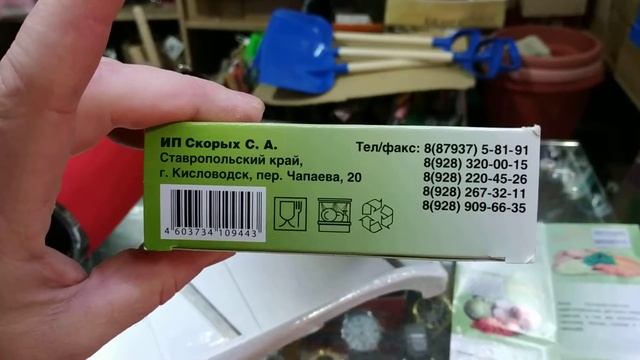 ИП Скорых С. А.
Ставропольский край,
г. Кисловодск, пер. Чапаева, 20
Тел/факс: 8(87937) 5-81-91
8(928) 320-00-15
8(928) 220-45-26
8(928) 267-32-11
8(928) 909-66-35
4 603734 109443